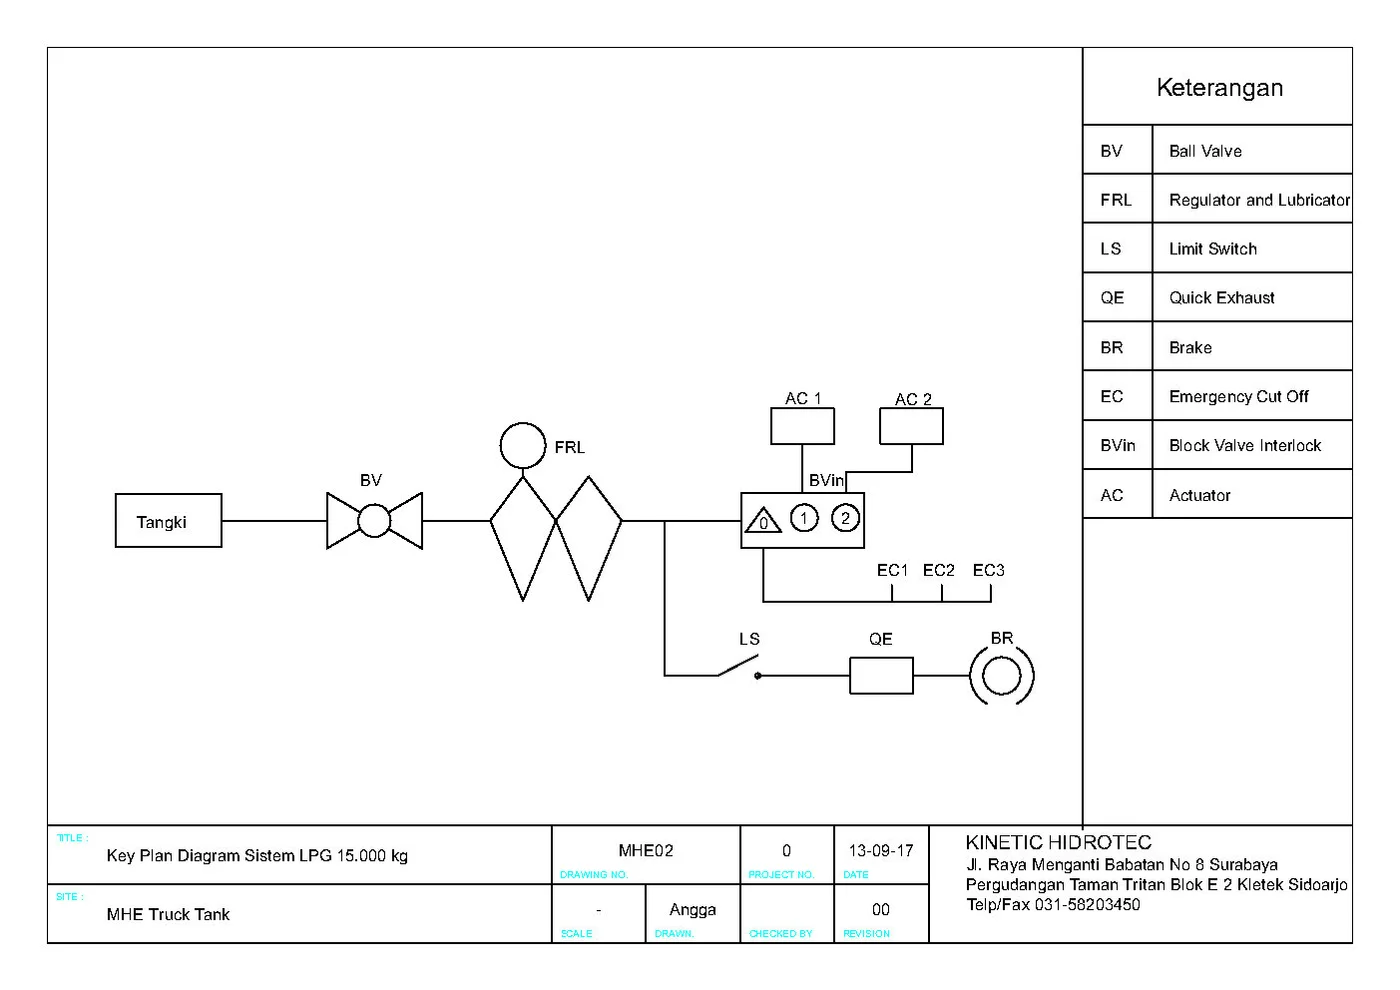 Keterangan
BV Ball Valve
FRL Regulator and Lubricator
LS Limit Switch
QE Quick Exhaust
BR Brake
EC Emergency Cut Off
BVin Block Valve Interlock
AC Actuator
AC 1
AC 2
FRL
BV
BVin
Tangki
0
1
2
EC1 EC2 EC3
LS
QE
BR
TITLE :
Key Plan Diagram Sistem LPG 15.000 kg
MHE02
DRAWING NO.
0
PROJECT NO.
13-09-17
DATE
SITE :
MHE Truck Tank
-
SCALE
Angga
DRAWN.
CHECKED BY
00
REVISION
KINETIC HIDROTEC
Jl. Raya Menganti Babatan No 8 Surabaya
Pergudangan Taman Tritan Blok E 2 Kletek Sidoarjo
Telp/Fax 031-58203450